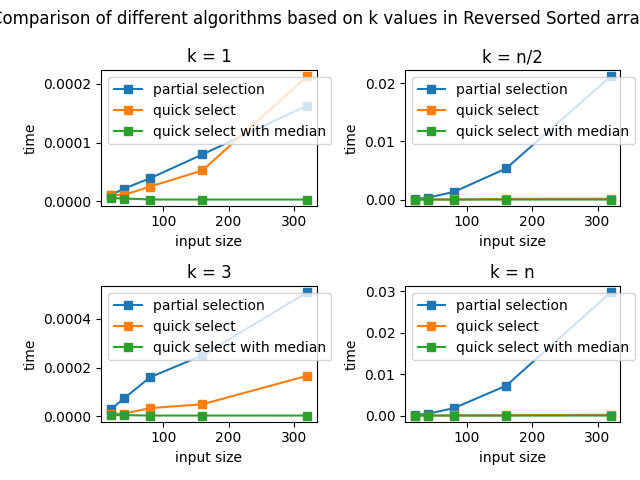 Comparison of different algorithms based on k values in Reversed Sorted arra
k = 1
0.0002
0.0001
0.0000
time
partial selection
quick select
quick select with median
100 200 300
input size
k = n/2
0.02
0.01
0.00
time
partial selection
quick select
quick select with median
100 200 300
input size
k = 3
0.0004
0.0002
0.0000
time
partial selection
quick select
quick select with median
100 200 300
input size
k = n
0.03
0.02
0.01
0.00
time
partial selection
quick select
quick select with median
100 200 300
input size